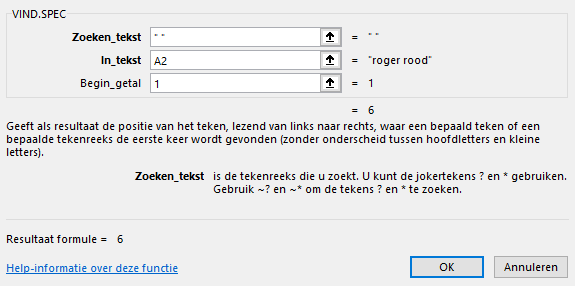 VIND.SPEC
Zoeken_tekst " " = " "
In_tekst A2 = "roger rood"
Begin_getal 1 = 1
= 6
Geeft als resultaat de positie van het teken, lezend van links naar rechts, waar een bepaald teken of een
bepaalde tekenreeks de eerste keer wordt gevonden (zonder onderscheid tussen hoofdletters en kleine
letters).
Zoeken_tekst is de tekenreeks die u zoekt. U kunt de jokertekens ? en * gebruiken.
Gebruik ~? en ~* om de tekens ? en * te zoeken.
Resultaat formule = 6
Help-informatie over deze functie OK Annuleren